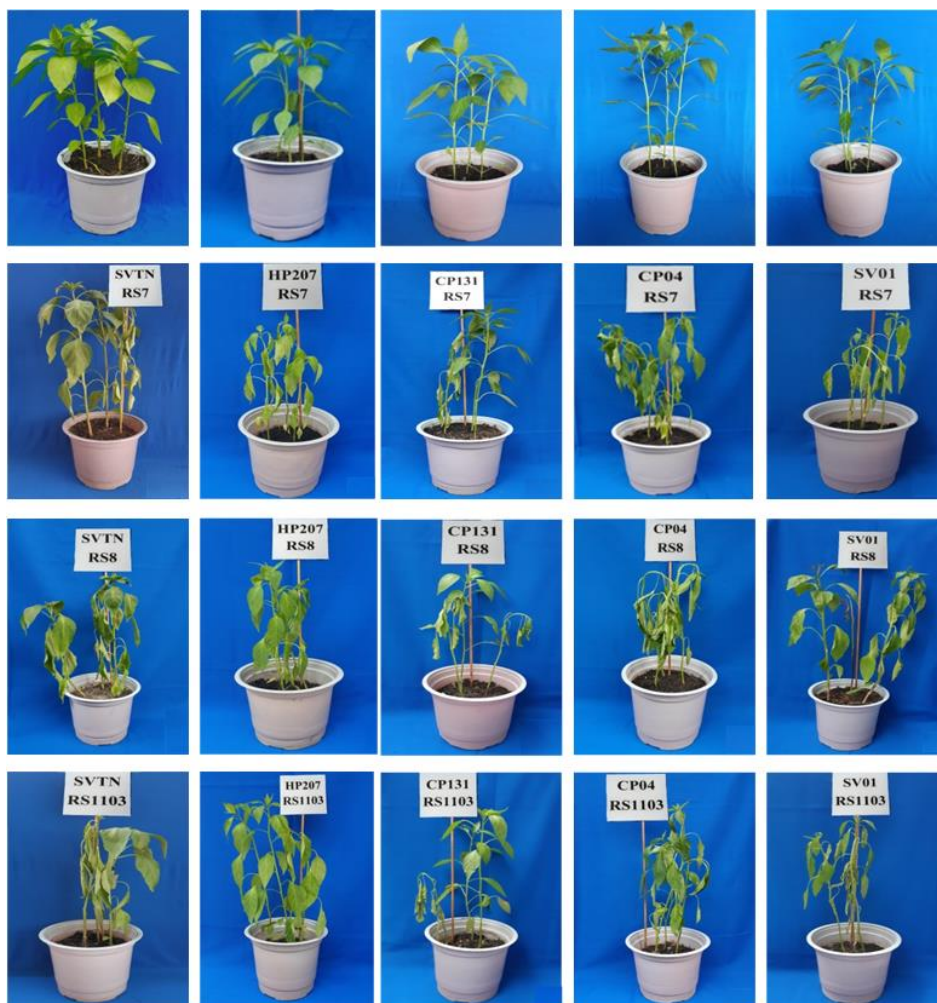 SVTN
RS7
HP207
RS7
CP131
RS7
CP04
RS7
SV01
RS7
SVTN
RS8
HP207
RS8
CP131
RS8
CP04
RS8
SV01
RS8
SVTN
RS1103
HP207
RS1103
CP131
RS1103
CP04
RS1103
SV01
RS1103